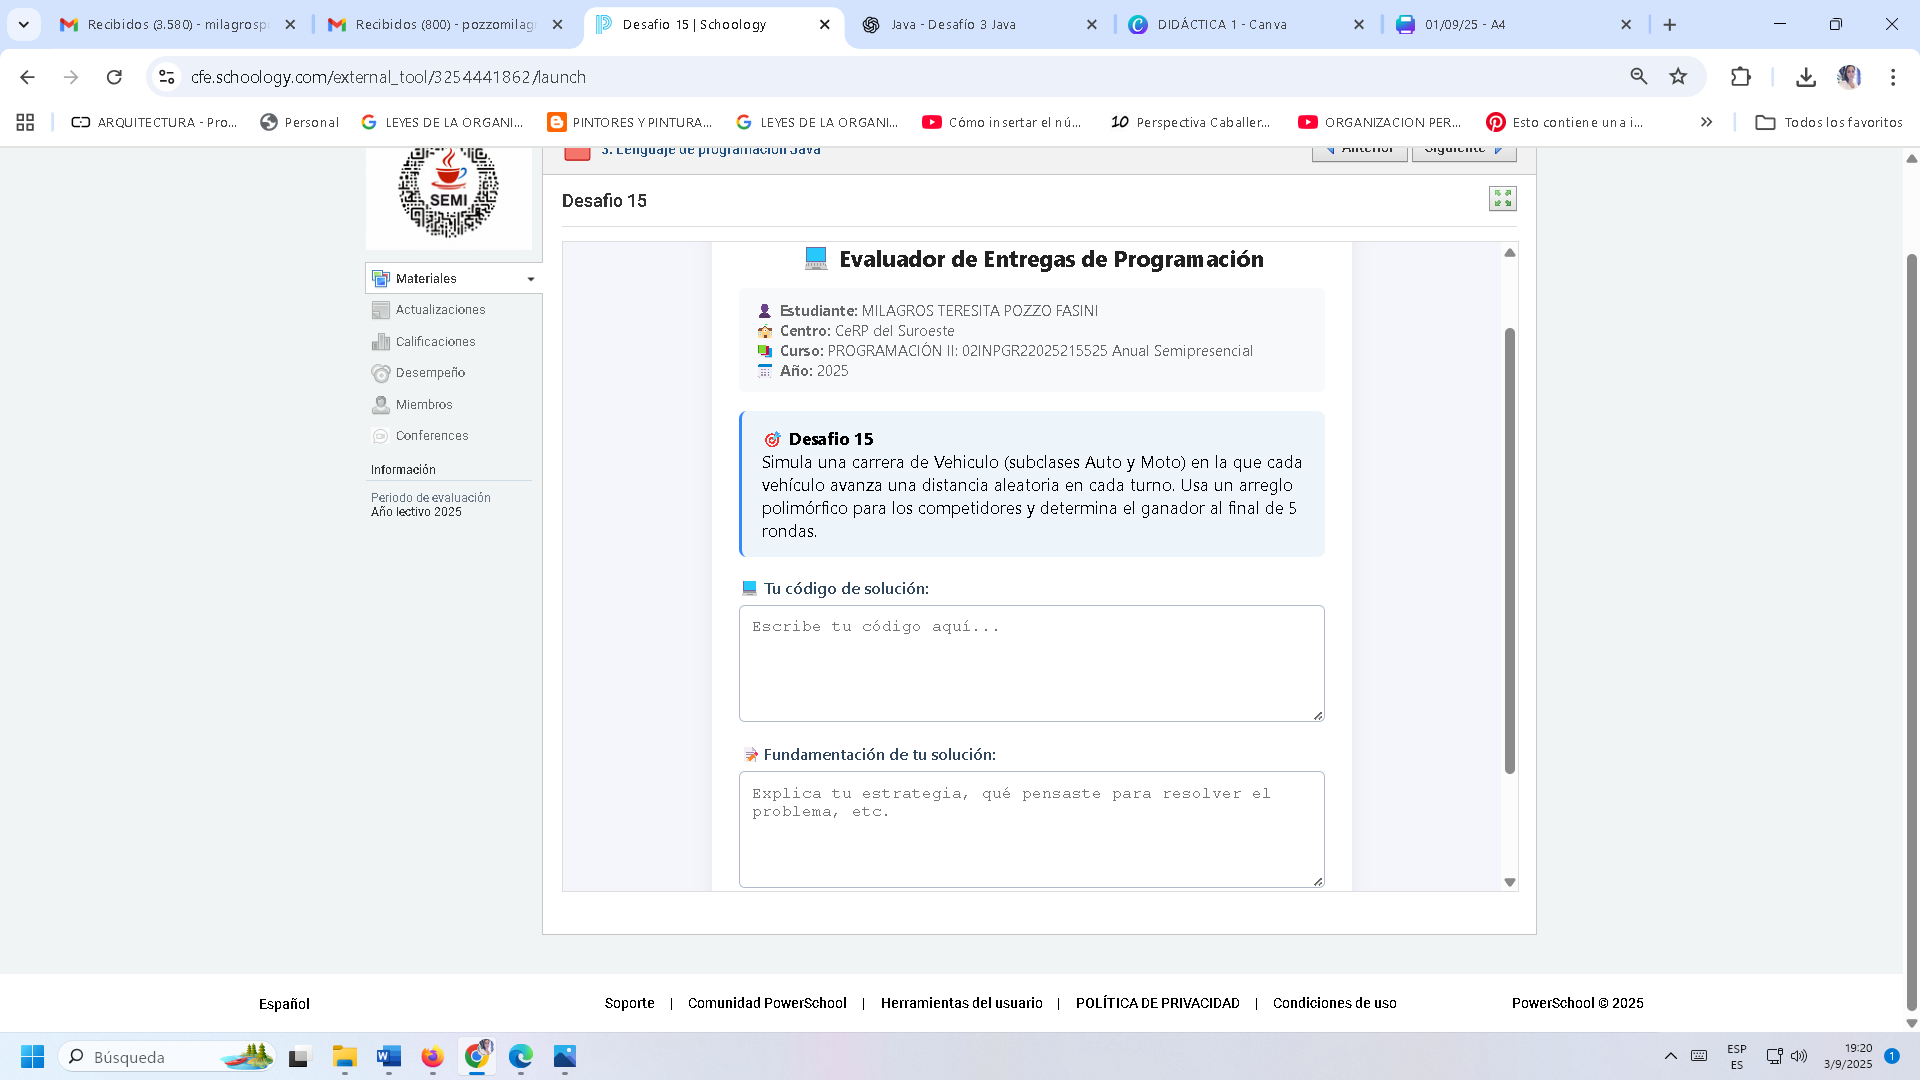 Recibidos (3.580) - milagrosp
Recibidos (800) - pozzomilag
Desafio 15 | Schoology
Java - Desafío 3 Java
DIDÁCTICA 1 - Canva
01/09/25 - A4
cfe.schoology.com/external_tool/3254441862/launch
ARQUITECTURA - Pro...
Personal
LEYES DE LA ORGANI...
PINTORES Y PINTURA...
LEYES DE LA ORGANI...
Cómo insertar el nú...
10 Perspectiva Caballer...
ORGANIZACION PER...
Esto contiene una i...
Todos los favoritos
3. Lenguaje de programación Java
Anterior
Siguiente
SEMI
Desafio 15
Materiales
Actualizaciones
Calificaciones
Desempeño
Miembros
Conferences
Información
Periodo de evaluación
Año lectivo 2025
Evaluador de Entregas de Programación
Estudiante: MILAGROS TERESITA POZZO FASINI
Centro: CeRP del Suroeste
Curso: PROGRAMACIÓN II: 02INPGR22025215525 Anual Semipresencial
Año: 2025
Desafio 15
Simula una carrera de Vehiculo (subclases Auto y Moto) en la que cada
vehículo avanza una distancia aleatoria en cada turno. Usa un arreglo
polimórfico para los competidores y determina el ganador al final de 5
rondas.
Tu código de solución:
Escribe tu código aquí...
Fundamentación de tu solución:
Explica tu estrategia, qué pensaste para resolver el
problema, etc.
Español
Soporte | Comunidad PowerSchool | Herramientas del usuario | POLÍTICA DE PRIVACIDAD | Condiciones de uso
PowerSchool © 2025
Búsqueda
ESP
ES
19:20
3/9/2025
1